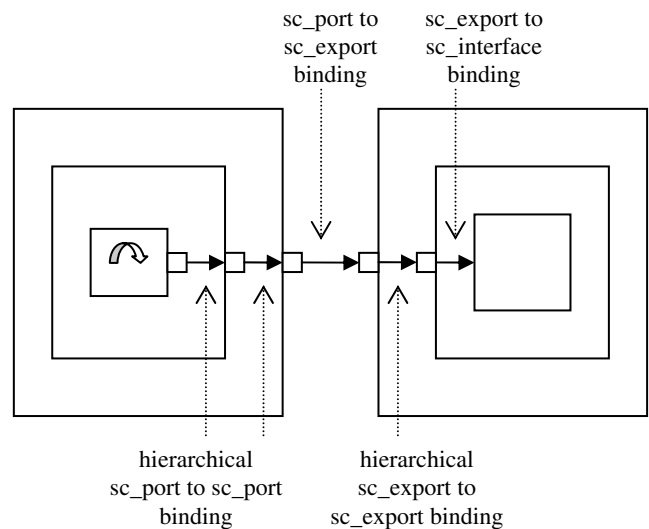 sc_port to
sc_export
binding
sc_export to
sc_interface
binding
hierarchical
sc_port to sc_port
binding
hierarchical
sc_export to
sc_export binding